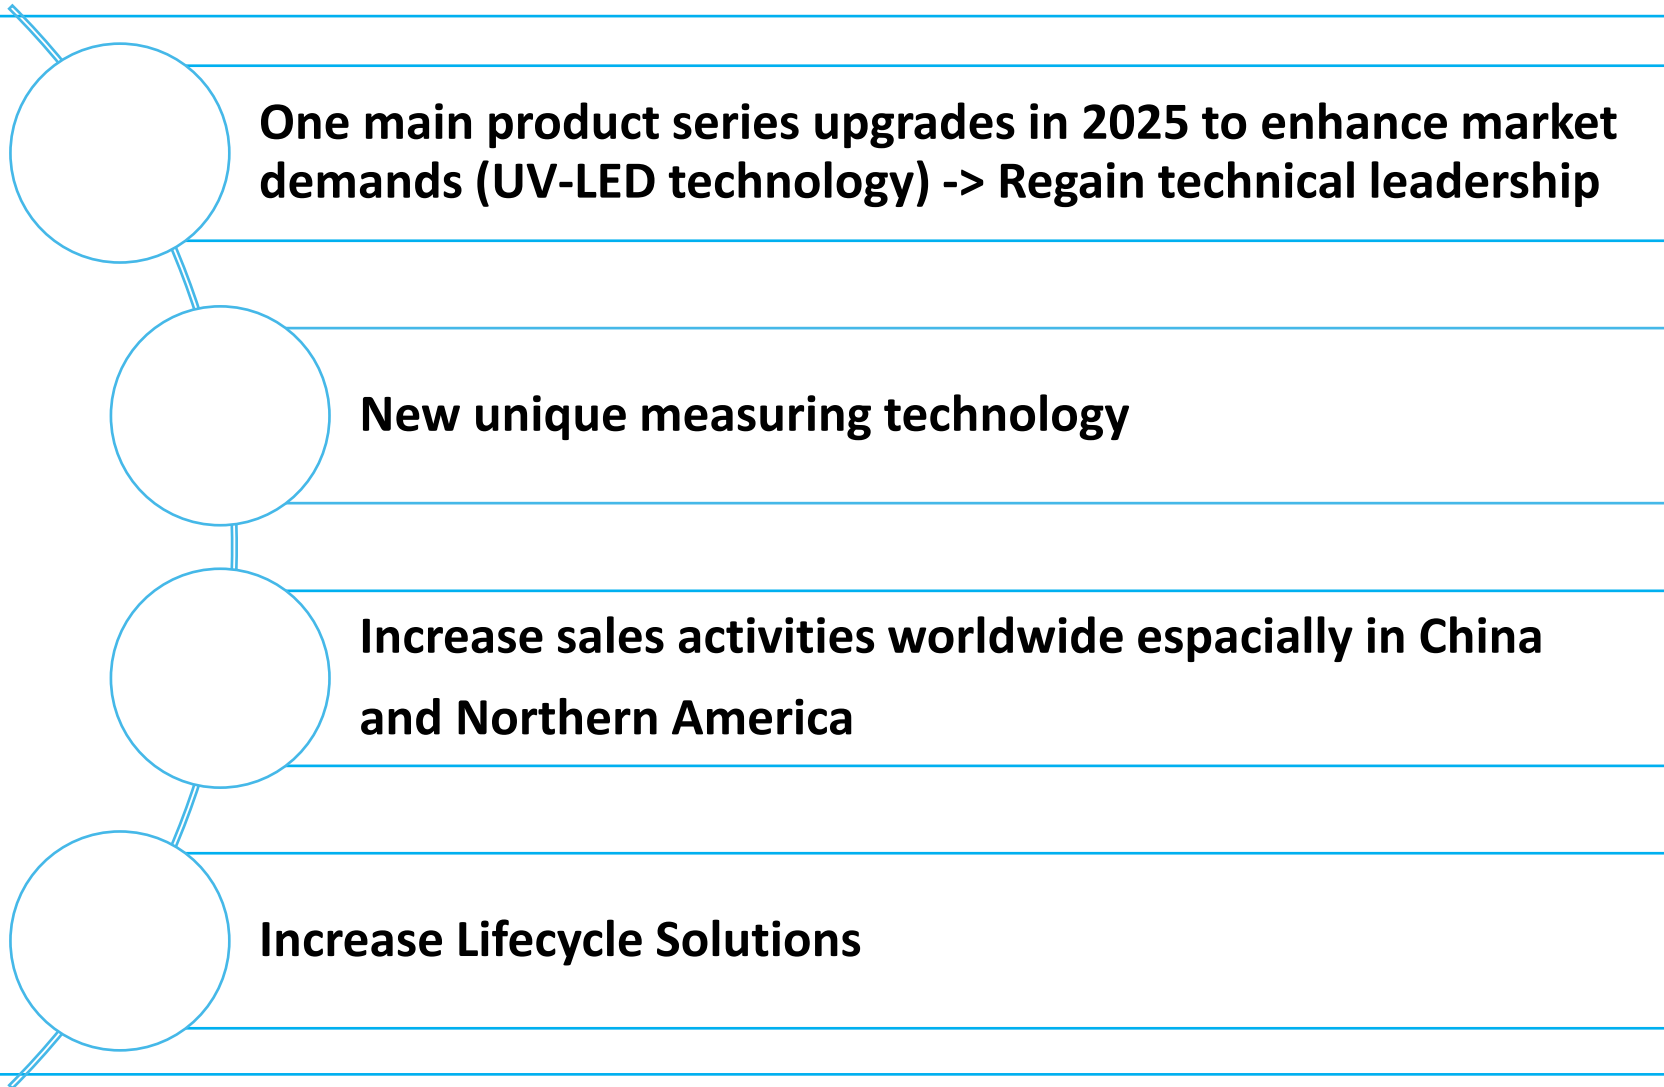 One main product series upgrades in 2025 to enhance market
demands (UV-LED technology) -> Regain technical leadership
New unique measuring technology
Increase sales activities worldwide espacially in China
and Northern America
Increase Lifecycle Solutions